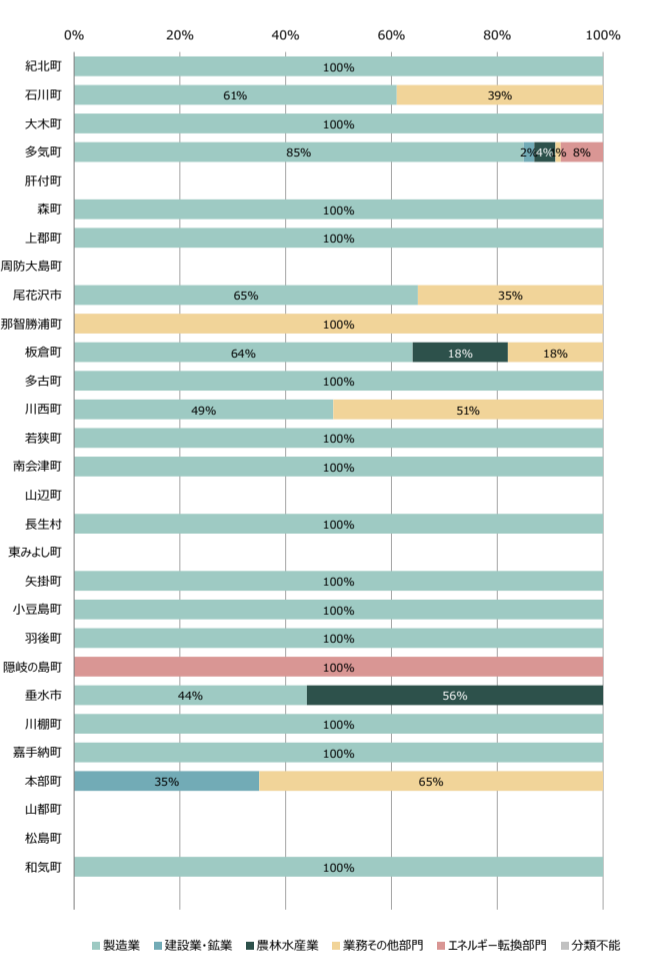 0% 20% 40% 60% 80% 100%
紀北町 100%
石川町 61% 39%
大木町 100%
多気町 85% 2% 4% % 8%
肝付町
森町 100%
上郡町 100%
周防大島町
尾花沢市 65% 35%
那智勝浦町 100%
板倉町 64% 18% 18%
多古町 100%
川西町 49% 51%
若狭町 100%
南会津町 100%
山辺町
長生村 100%
東みよし町
矢掛町 100%
小豆島町 100%
羽後町 100%
隠岐の島町 100%
垂水市 44% 56%
川棚町 100%
嘉手納町 100%
本部町 35% 65%
山都町
松島町
和気町 100%
製造業 建設業・鉱業 農林水産業 業務その他部門 エネルギー転換部門 分類不能